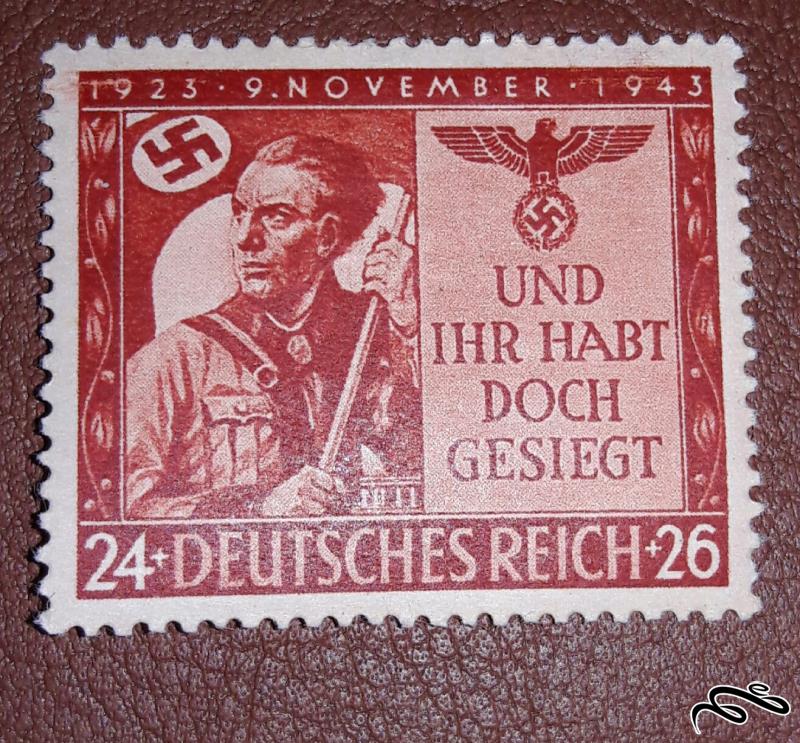 1923 · 9. NOVEMBER · 1943
UND
IHR HABT
DOCH
GESIEGT
24+ DEUTSCHES REICH +26